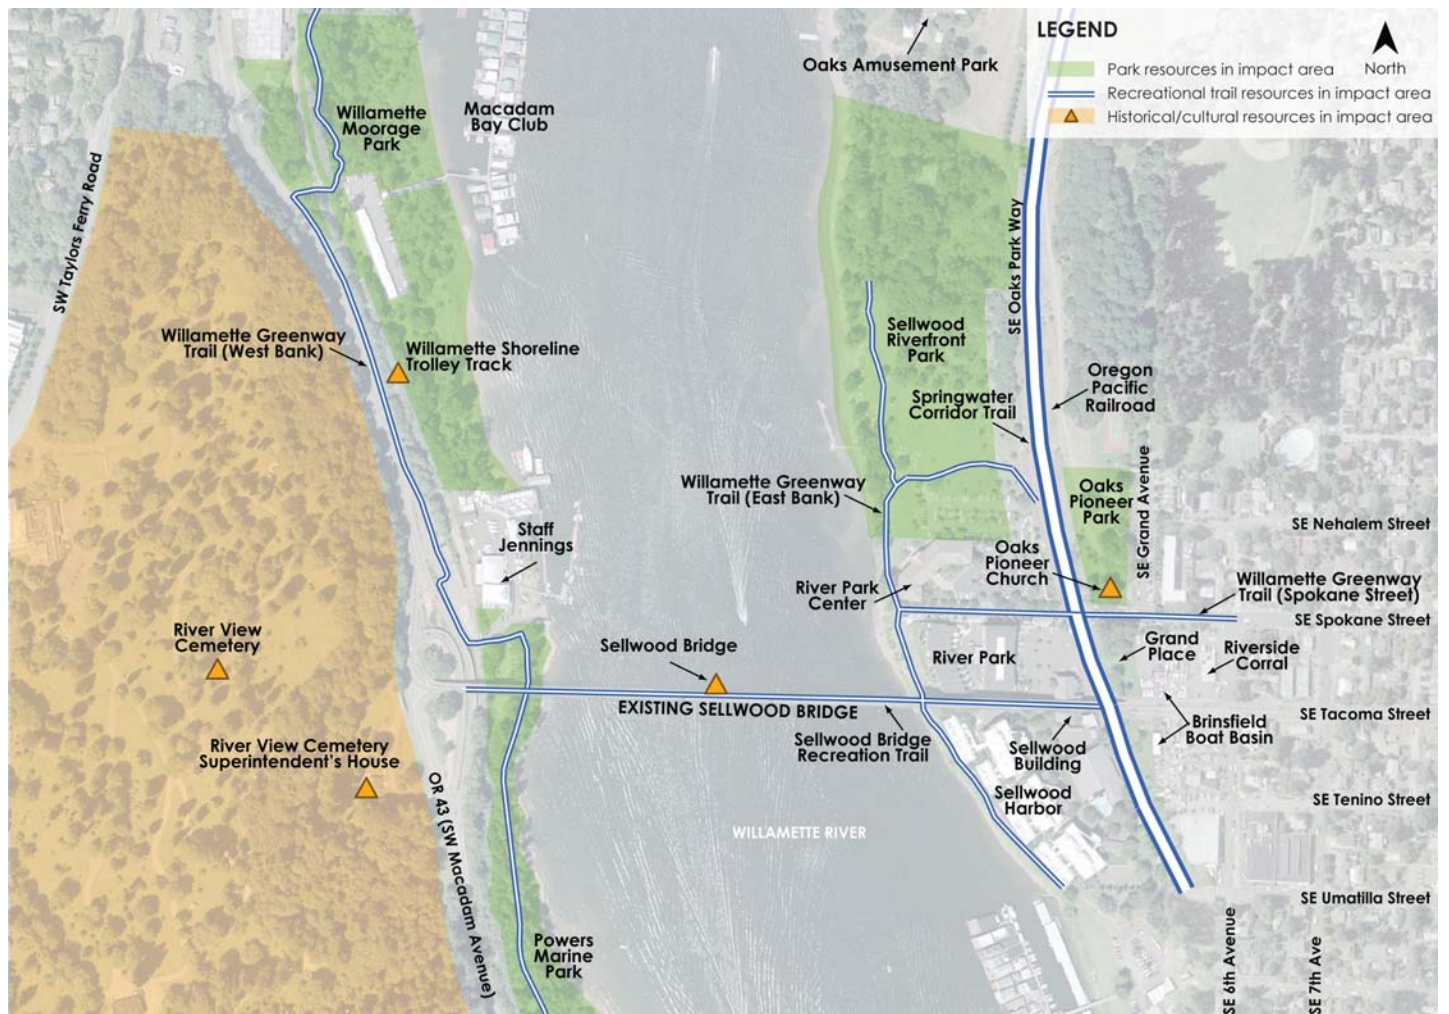 LEGEND
Park resources in impact area
Recreational trail resources in impact area
Historical/cultural resources in impact area
North
Oaks Amusement Park
Macadam
Bay Club
Willamette
Moorage
Park
SW Taylors Ferry Road
Willamette Greenway
Trail (West Bank)
Willamette Shoreline
Trolley Track
Sellwood
Riverfront
Park
SE Oaks Park Way
Springwater
Corridor Trail
Oregon
Pacific
Railroad
Willamette Greenway
Trail (East Bank)
Oaks
Pioneer
Park
SE Grand Avenue
SE Nehalem Street
Staff
Jennings
Oaks
Pioneer
Church
River Park
Center
Willamette Greenway
Trail (Spokane Street)
SE Spokane Street
River View
Cemetery
Sellwood Bridge
River Park
Grand
Place
Riverside
Corral
EXISTING SELLWOOD BRIDGE
SE Tacoma Street
Brinsfield
Boat Basin
River View Cemetery
Superintendent's House
Sellwood Bridge
Recreation Trail
Sellwood
Building
Sellwood
Harbor
SE Tenino Street
OR 43 (SW Macadam Avenue)
WILLAMETTE RIVER
SE Umatilla Street
Powers
Marine
Park
SE 6th Avenue
SE 7th Ave